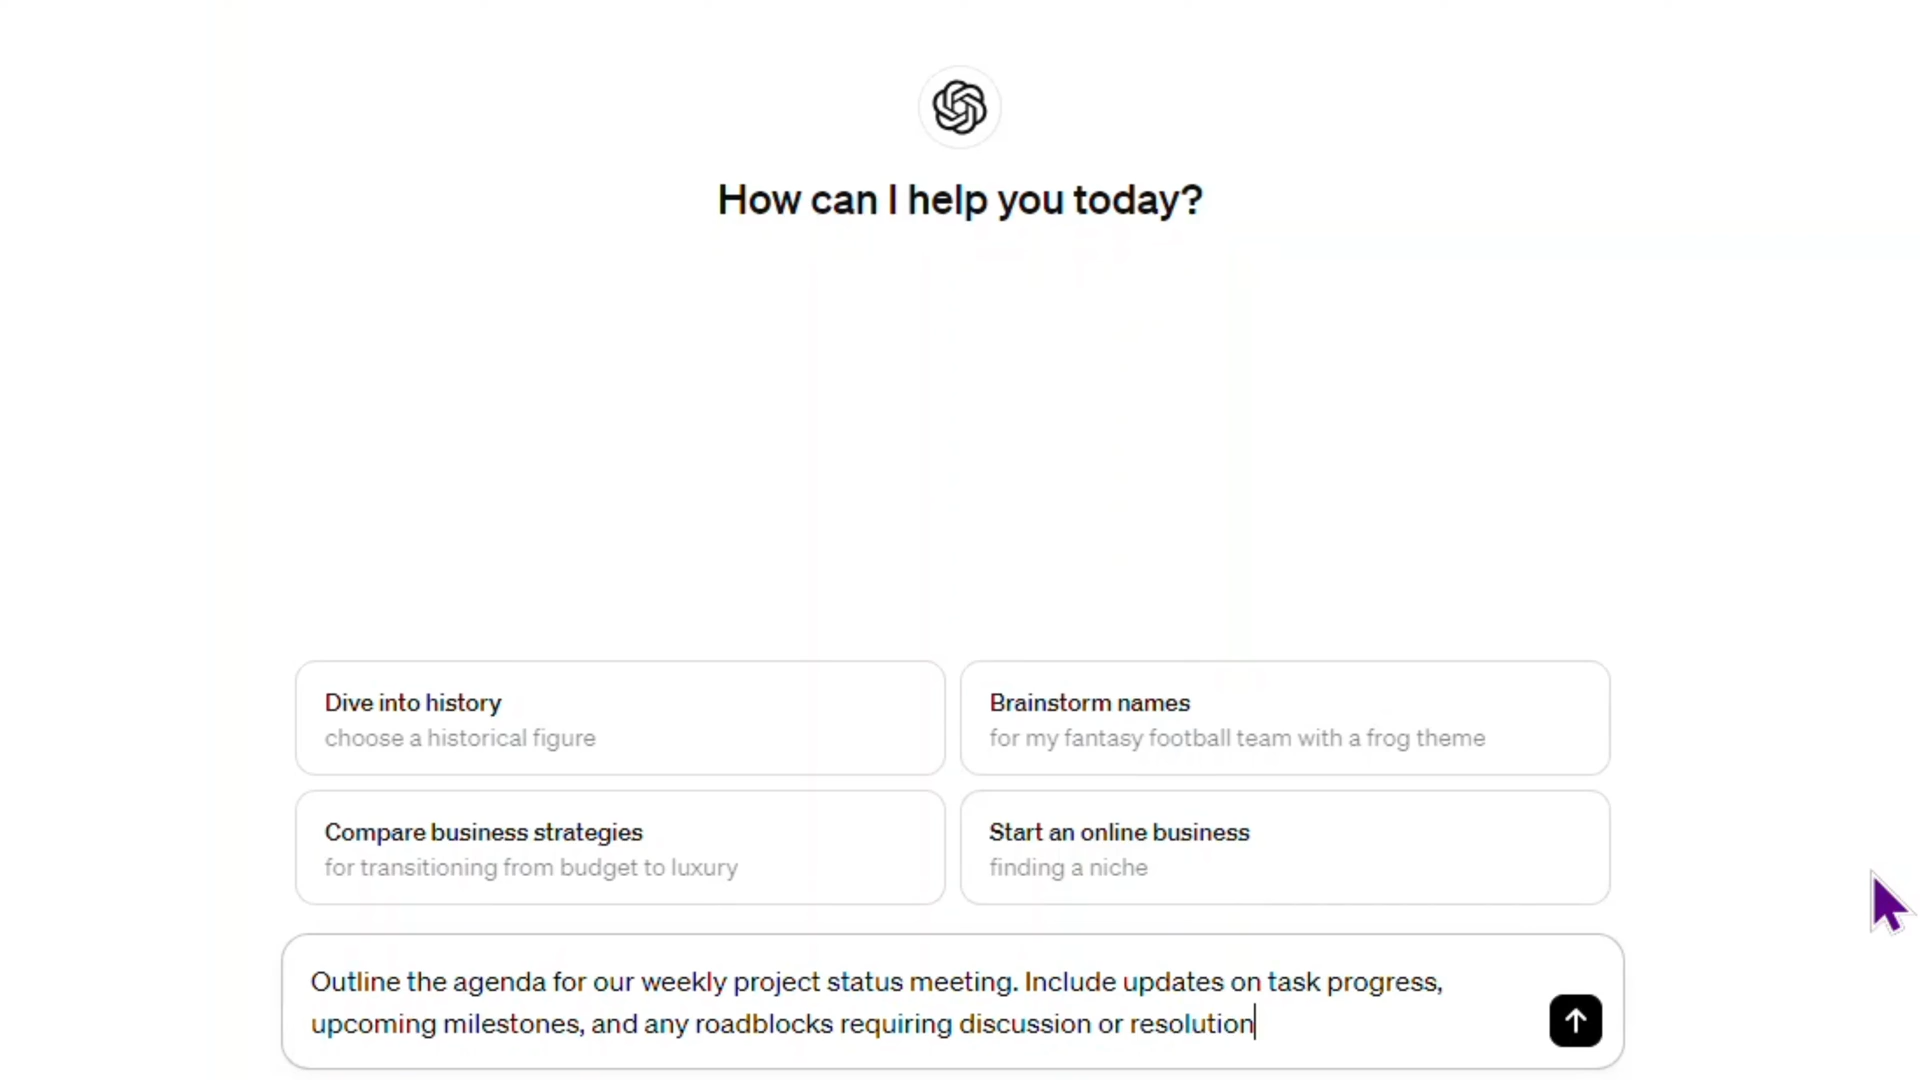 How can I help you today?
Dive into history
choose a historical figure
Brainstorm names
for my fantasy football team with a frog theme
Compare business strategies
for transitioning from budget to luxury
Start an online business
finding a niche
Outline the agenda for our weekly project status meeting. Include updates on task progress,
upcoming milestones, and any roadblocks requiring discussion or resolution